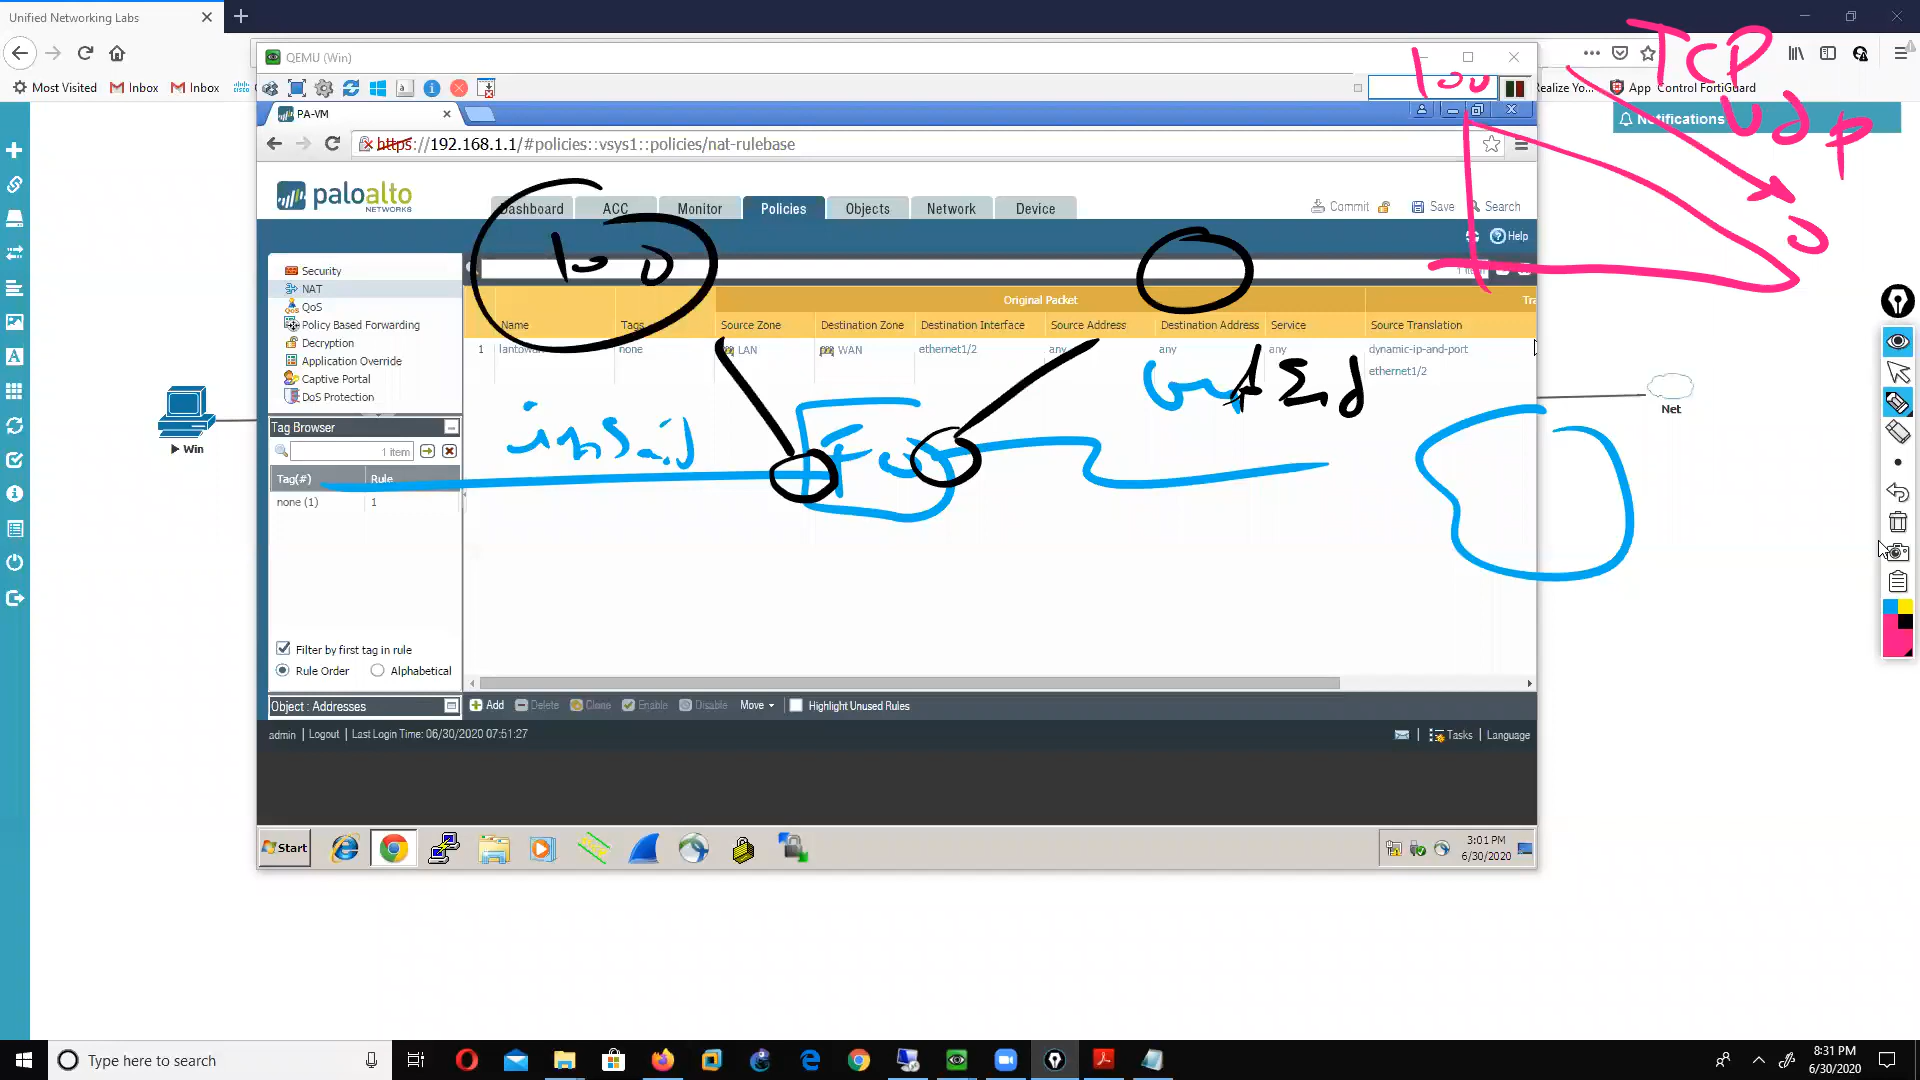 Unified Networking Labs
QEMU (Win)
TCP
Most Visited Inbox Inbox
100
Realize Yo... App Control FortiGuard
Udp
PA-VM
Notifications
https://192.168.1.1/#policies::vsys1::policies/nat-rulebase
paloalto
NETWORKS
Dashboard ACC Monitor Policies Objects Network Device
Commit Save Search
Help
100
Security
NAT
QoS
Policy Based Forwarding
Decryption
Application Override
Captive Portal
DoS Protection
Original Packet Tra
Name Tags Source Zone Destination Zone Destination Interface Source Address Destination Address Service Source Translation
1 none LAN WAN ethernet1/2 any any any dynamic-ip-and-port
ethernet1/2
Tag Browser
1 item
Tag(#) Rule
none (1) 1
Filter by first tag in rule
Rule Order Alphabetical
Object : Addresses
Add Delete Clone Enable Disable Move Highlight Unused Rules
admin | Logout | Last Login Time: 06/30/2020 07:51:27
Tasks | Language
Win
Net
Start
3:01 PM
6/30/2020
Type here to search
8:31 PM
6/30/2020